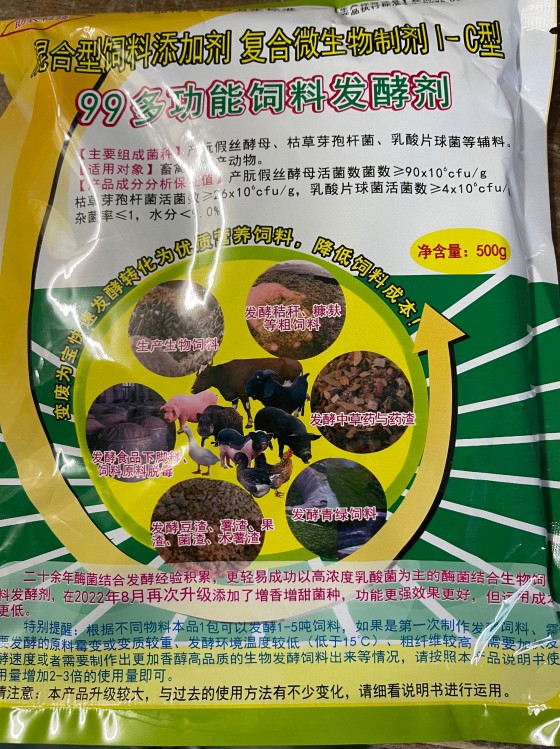 混合型饲料添加剂 复合微生物制剂Ⅰ-C型
99多功能饲料发酵剂
【主要组成菌种】产朊假丝酵母、枯草芽孢杆菌、乳酸片球菌等辅料。
【适用对象】畜禽 产动物。
【产品成分分析保证值】产朊假丝酵母活菌数菌数≥90x10⁶cfu/g
枯草芽孢杆菌活菌数≥26x10⁶cfu/g，乳酸片球菌活菌数≥4x10⁶cfu/
杂菌率≤1，水分＜ .0%
净含量：500g
变废为宝快速发酵转化为优质营养饲料，降低饲料成本！
生产生物饲料
发酵秸秆、糠麸
等粗饲料
发酵中草药与药渣
发酵食品下脚料、
饲料原料脱毒
发酵青绿饲料
发酵豆渣、薯渣、果
渣、菌渣、木薯渣
二十余年酶菌结合发酵经验积累，更轻易成功以高浓度乳酸菌为主的酶菌结合生物饲
料发酵剂，在2022年8月再次升级添加了增香增甜菌种，功能更强效果更好，但运用成
更低。
特别提醒：根据不同物料本品1包可以发酵1-5吨饲料，如果是第一次制作发 饲料、需
要发酵的原料霉变或变质较重、发酵环境温度较低（低于15℃）、粗纤维较高、需要加 发
酵速度或者需要制作出更加香醇高品质的生物发酵饲料出来等情况，请按照本产品说明书使
用量增加2-3倍的使用量即可。
请注意：本产品升级较大，与过去的使用方法有不少变化，请细看说明书进行运用。